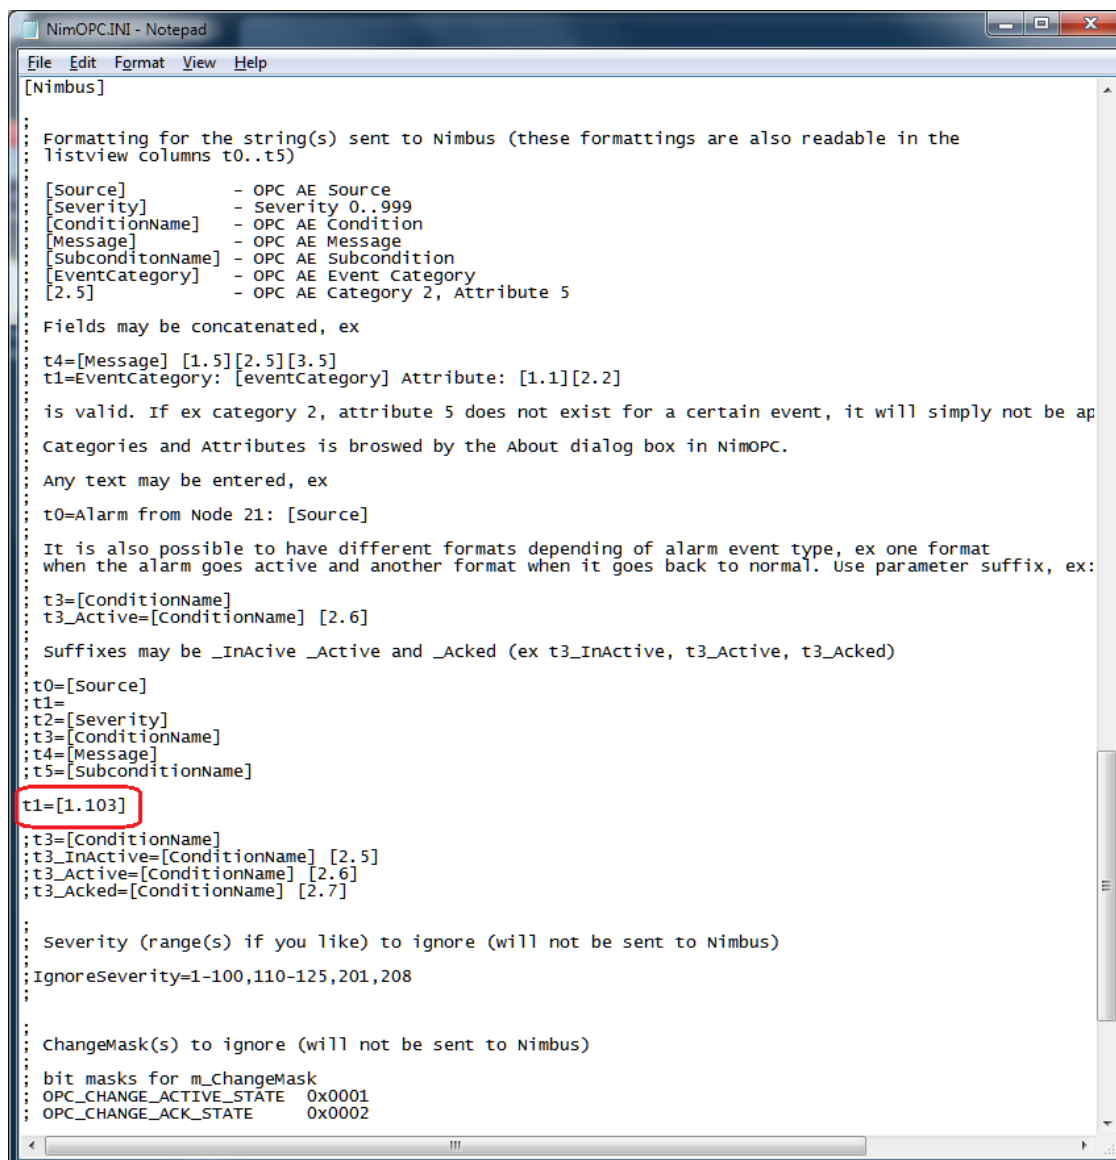 NimOPC.INI - Notepad
File Edit Format View Help
[Nimbus]
;
; Formatting for the string(s) sent to Nimbus (these formattings are also readable in the
; listview columns t0..t5)
;
; [Source] - OPC AE Source
; [Severity] - Severity 0..999
; [ConditionName] - OPC AE Condition
; [Message] - OPC AE Message
; [SubconditonName] - OPC AE Subcondition
; [EventCategory] - OPC AE Event Category
; [2.5] - OPC AE Category 2, Attribute 5
;
; Fields may be concatenated, ex
;
; t4=[Message] [1.5][2.5][3.5]
; t1=EventCategory: [eventCategory] Attribute: [1.1][2.2]
;
; is valid. If ex category 2, attribute 5 does not exist for a certain event, it will simply not be ap
;
; Categories and Attributes is broswed by the About dialog box in NimOPC.
;
; Any text may be entered, ex
;
; t0=Alarm from Node 21: [Source]
;
; It is also possible to have different formats depending of alarm event type, ex one format
; when the alarm goes active and another format when it goes back to normal. Use parameter suffix, ex:
;
; t3=[ConditionName]
; t3_Active=[ConditionName] [2.6]
;
; Suffixes may be _InAcive _Active and _Acked (ex t3_InActive, t3_Active, t3_Acked)
;
;t0=[Source]
;t1=
;t2=[Severity]
;t3=[ConditionName]
;t4=[Message]
;t5=[SubconditionName]
t1=[1.103]
;t3=[ConditionName]
;t3_InActive=[ConditionName] [2.5]
;t3_Active=[ConditionName] [2.6]
;t3_Acked=[ConditionName] [2.7]
;
; Severity (range(s) if you like) to ignore (will not be sent to Nimbus)
;
;IgnoreSeverity=1-100,110-125,201,208
;
;
; ChangeMask(s) to ignore (will not be sent to Nimbus)
;
; bit masks for m_ChangeMask
; OPC_CHANGE_ACTIVE_STATE 0x0001
; OPC_CHANGE_ACK_STATE 0x0002